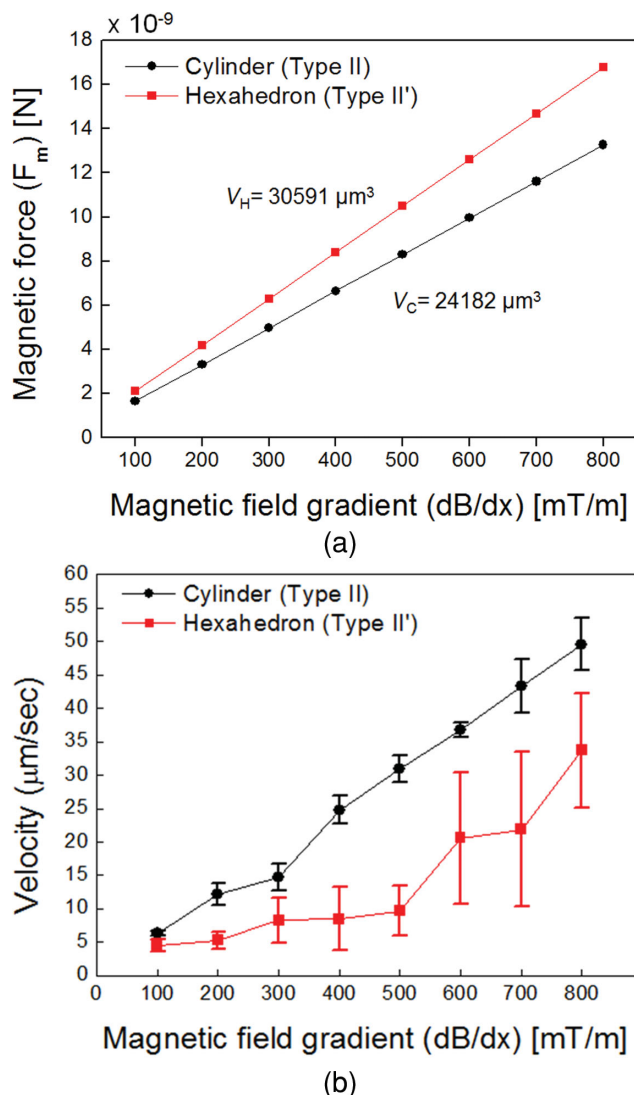 × 10⁻⁹
18
16
14
12
10
8
6
4
2
0
Magnetic force (Fₘ) [N]
Cylinder (Type II)
Hexahedron (Type II')
V_H= 30591 μm³
V_C= 24182 μm³
100 200 300 400 500 600 700 800
Magnetic field gradient (dB/dx) [mT/m]
(a)
60
55
50
45
40
35
30
25
20
15
10
5
0
Velocity (μm/sec)
Cylinder (Type II)
Hexahedron (Type II')
0 100 200 300 400 500 600 700 800
Magnetic field gradient (dB/dx) [mT/m]
(b)